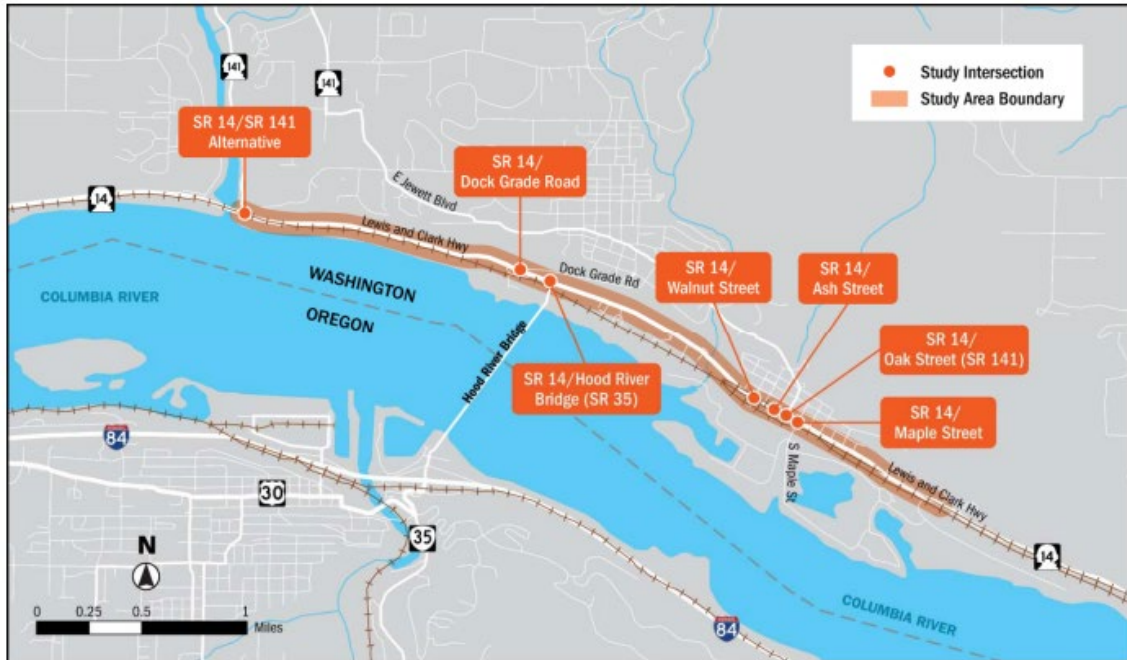 141
141
Study Intersection
Study Area Boundary
SR 14/SR 141
Alternative
SR 14/
Dock Grade Road
E Jewett Blvd
14
Lewis and Clark Hwy
Dock Grade Rd
SR 14/
Walnut Street
SR 14/
Ash Street
WASHINGTON
COLUMBIA RIVER
OREGON
Hood River Bridge
SR 14/Hood River
Bridge (SR 35)
SR 14/
Oak Street (SR 141)
SR 14/
Maple Street
S Maple St
Lewis and Clark Hwy
84
30
35
14
N
0 0.25 0.5 1
Miles
COLUMBIA RIVER
84